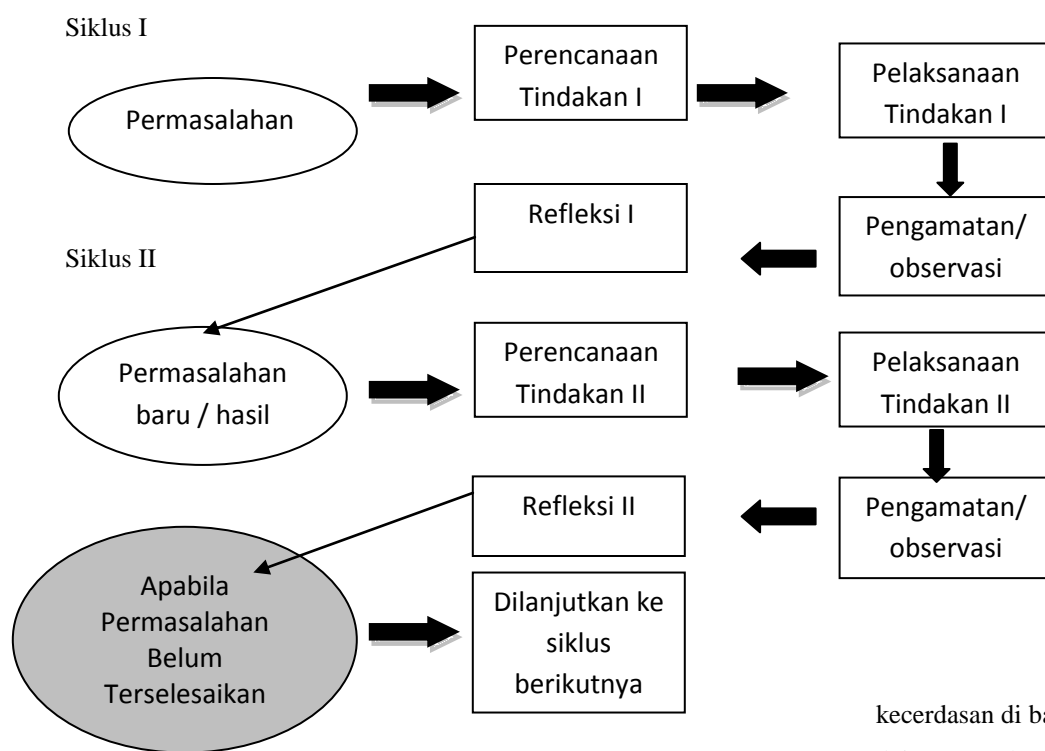 Siklus I
Permasalahan
Perencanaan
Tindakan I
Pelaksanaan
Tindakan I
Pengamatan/
observasi
Refleksi I
Siklus II
Permasalahan
baru / hasil
Perencanaan
Tindakan II
Pelaksanaan
Tindakan II
Pengamatan/
observasi
Refleksi II
Apabila
Permasalahan
Belum
Terselesaikan
Dilanjutkan ke
siklus
berikutnya
kecerdasan di